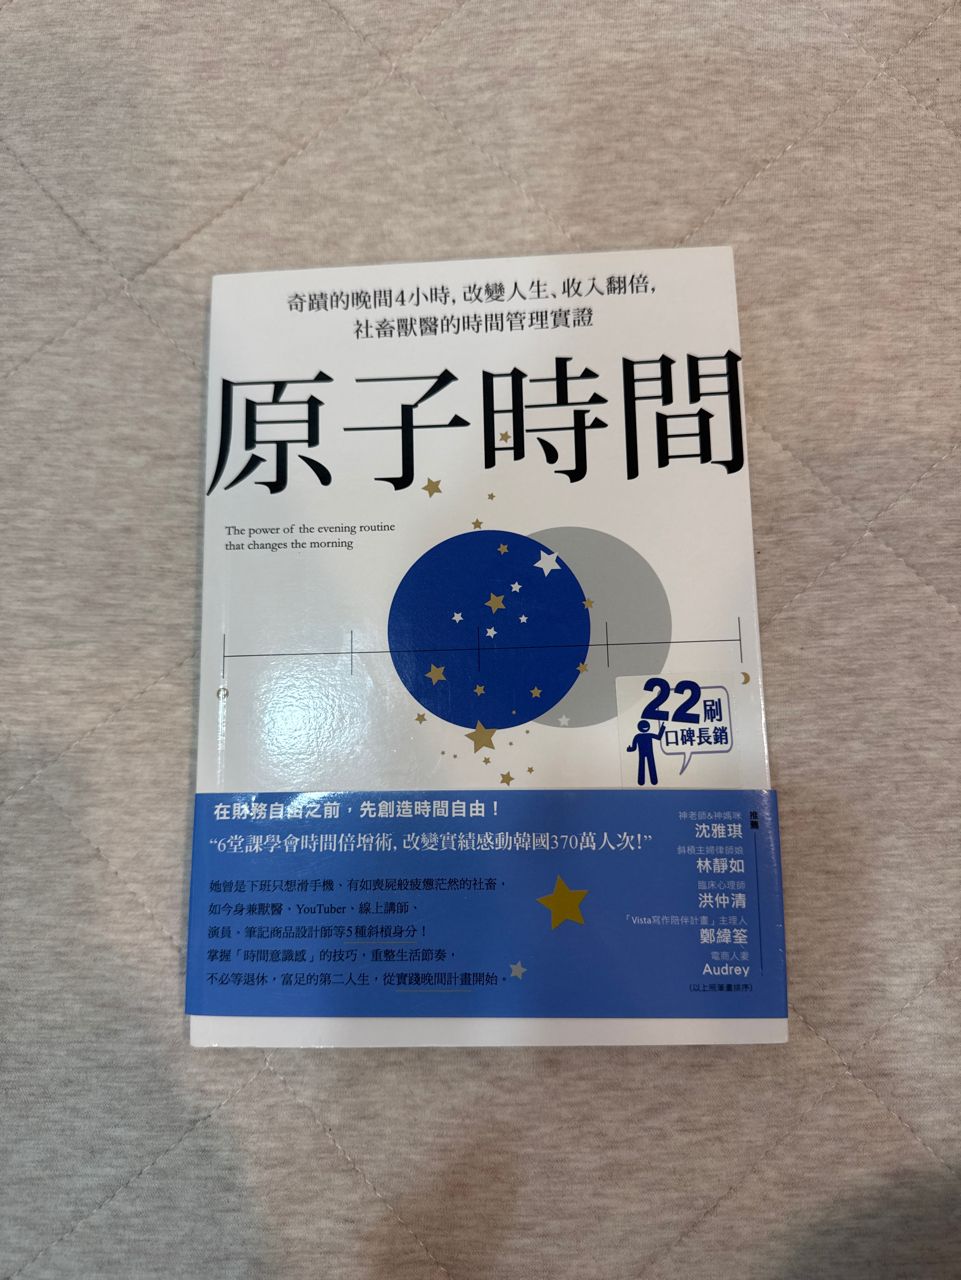 奇蹟的晚間4小時，改變人生、收入翻倍，
社畜獸醫的時間管理實證
原子時間
The power of the evening routine
that changes the morning
22刷
口碑長銷
在財務自由之前，先創造時間自由！
“6堂課學會時間倍增術，改變實績感動韓國370萬人次！”
她曾是下班只想滑手機、有如喪屍般疲憊茫然的社畜，
如今身兼獸醫、YouTuber、線上講師、
演員、筆記商品設計師等5種斜槓身分！
掌握「時間意識感」的技巧，重整生活節奏，
不必等退休，富足的第二人生，從實踐晚間計畫開始。
推薦
神老師&神媽咪
沈雅琪
斜槓主婦律師娘
林靜如
臨床心理師
洪仲清
「Vista寫作陪伴計畫」主理人
鄭緯筌
電商人妻
Audrey
（以上照筆畫排序）